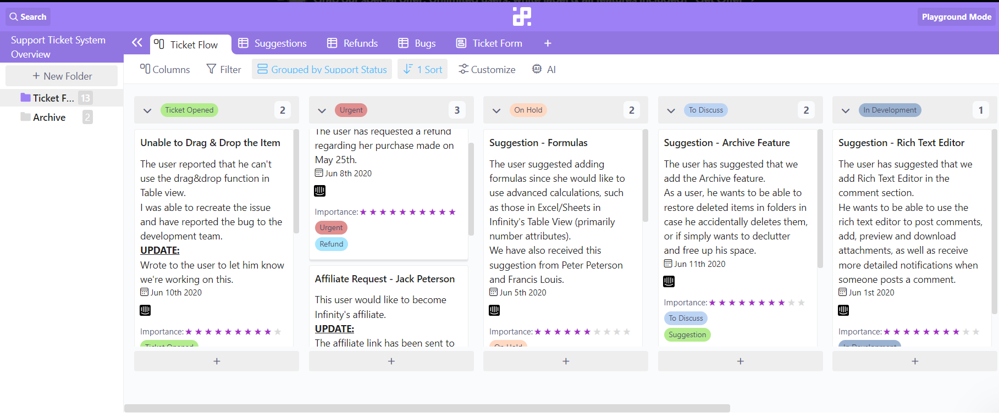 Search
Playground Mode
Support Ticket System
Overview
Ticket Flow
Suggestions
Refunds
Bugs
Ticket Form
+
+ New Folder
Ticket F... 13
Archive 2
Columns
Filter
Grouped by Support Status
1 Sort
Customize
AI
Ticket Opened 2
Unable to Drag & Drop the Item
The user reported that he can't
use the drag&drop function in
Table view.
I was able to recreate the issue
and have reported the bug to the
development team.
UPDATE:
Wrote to the user to let him know
we're working on this.
Jun 10th 2020
Importance:
Ticket Opened
+
Urgent 3
The user has requested a refund
regarding her purchase made on
May 25th.
Jun 8th 2020
Importance:
Urgent
Refund
Affiliate Request - Jack Peterson
This user would like to become
Infinity's affiliate.
UPDATE:
The affiliate link has been sent to
+
On Hold 2
Suggestion - Formulas
The user suggested adding
formulas since she would like to
use advanced calculations, such
as those in Excel/Sheets in
Infinity's Table View (primarily
number attributes).
We have also received this
suggestion from Peter Peterson
and Francis Louis.
Jun 5th 2020
Importance:
On Hold
+
To Discuss 2
Suggestion - Archive Feature
The user has suggested that we
add the Archive feature.
As a user, he wants to be able to
restore deleted items in folders in
case he accidentally deletes them,
or if simply wants to declutter
and free up his space.
Jun 11th 2020
Importance:
To Discuss
Suggestion
+
In Development 1
Suggestion - Rich Text Editor
The user has suggested that we
add Rich Text Editor in the
comment section.
He wants to be able to use the
rich text editor to post comments,
add, preview and download
attachments, as well as receive
more detailed notifications when
someone posts a comment.
Jun 1st 2020
Importance:
In Development
+